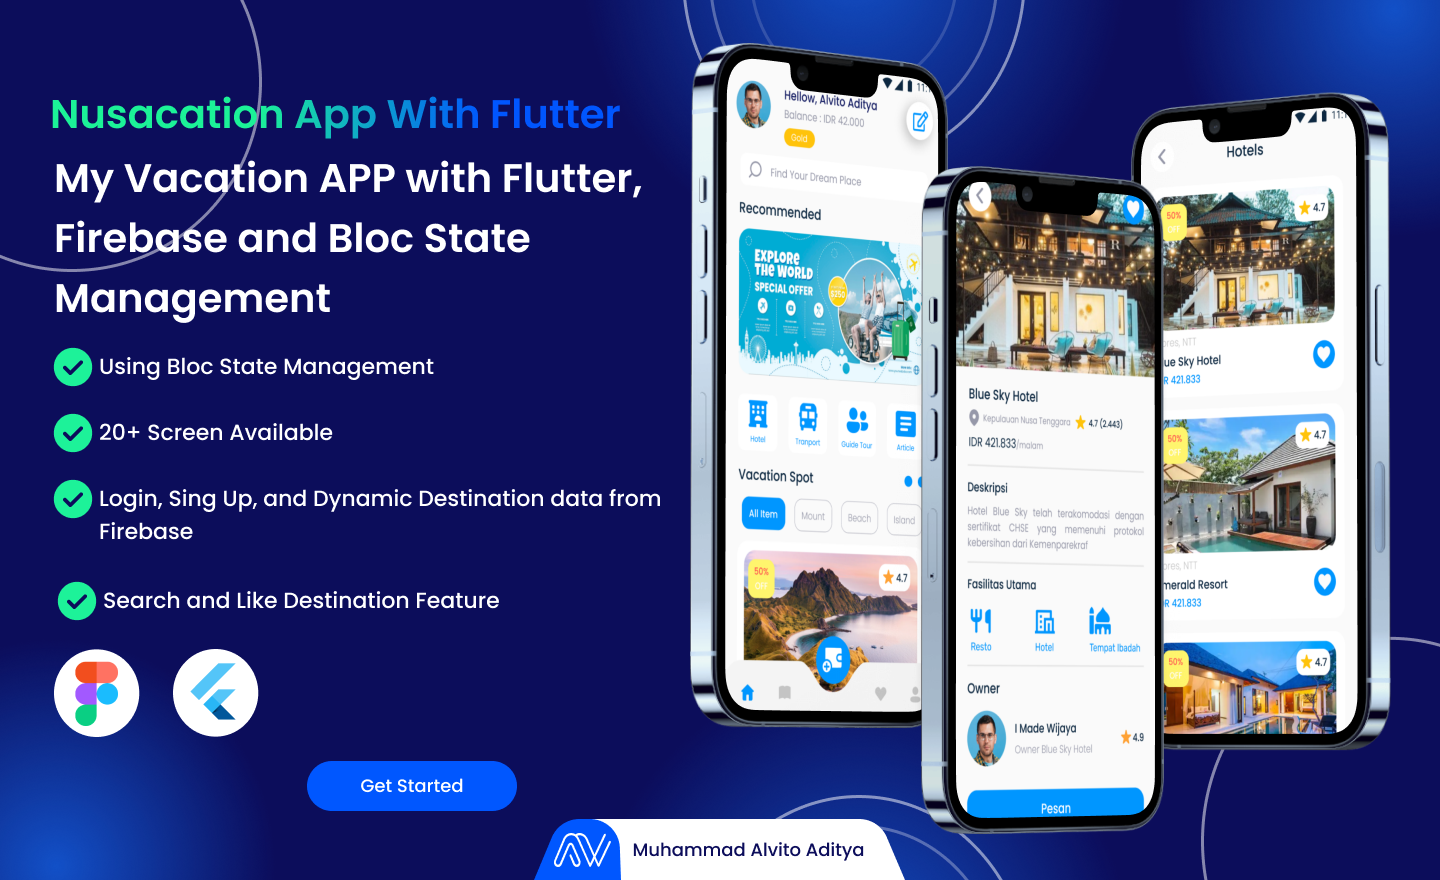 Nusacation App With Flutter
My Vacation APP with Flutter,
Firebase and Bloc State
Management
Using Bloc State Management
20+ Screen Available
Login, Sing Up, and Dynamic Destination data from
Firebase
Search and Like Destination Feature
Get Started
Muhammad Alvito Aditya
11:1
Hellow, Alvito Aditya
Balance : IDR 42.000
Gold
Find Your Dream Place
Recommended
EXPLORE
THE WORLD
SPECIAL OFFER
$250
Hotel
Tranport
Guide Tour
Article
Vacation Spot
All Item
Mount
Beach
Island
50%
OFF
4.7
R
Blue Sky Hotel
Kepulauan Nusa Tenggara
4.7 (2.443)
IDR 421.833/malam
Deskripsi
Hotel Blue Sky telah terakomodasi dengan
sertifikat CHSE yang memenuhi protokol
kebersihan dari Kemenparekraf
Fasilitas Utama
Resto
Hotel
Tempat Ibadah
Owner
I Made Wijaya
Owner Blue Sky Hotel
4.9
Pesan
11:1
Hotels
50%
OFF
4.7
R
ores, NTT
ue Sky Hotel
R 421.833
50%
OFF
4.7
ores, NTT
merald Resort
R 421.833
50%
OFF
4.7